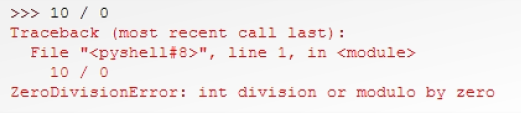 >>> 10 / 0
Traceback (most recent call last):
  File "<pyshell#8>", line 1, in <module>
    10 / 0
ZeroDivisionError: int division or modulo by zero